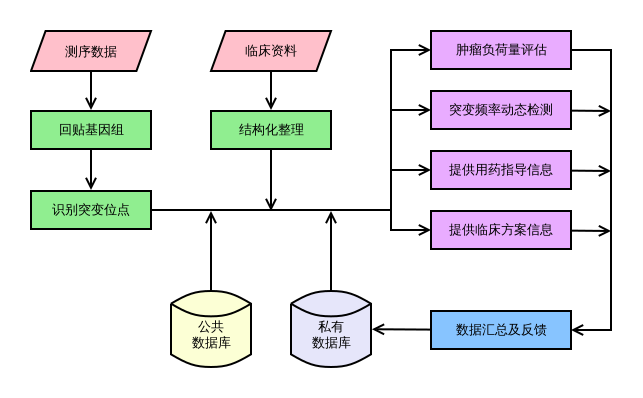 测序数据
临床资料
肿瘤负荷量评估
回贴基因组
结构化整理
突变频率动态检测
提供用药指导信息
识别突变位点
提供临床方案信息
公共
数据库
私有
数据库
数据汇总及反馈